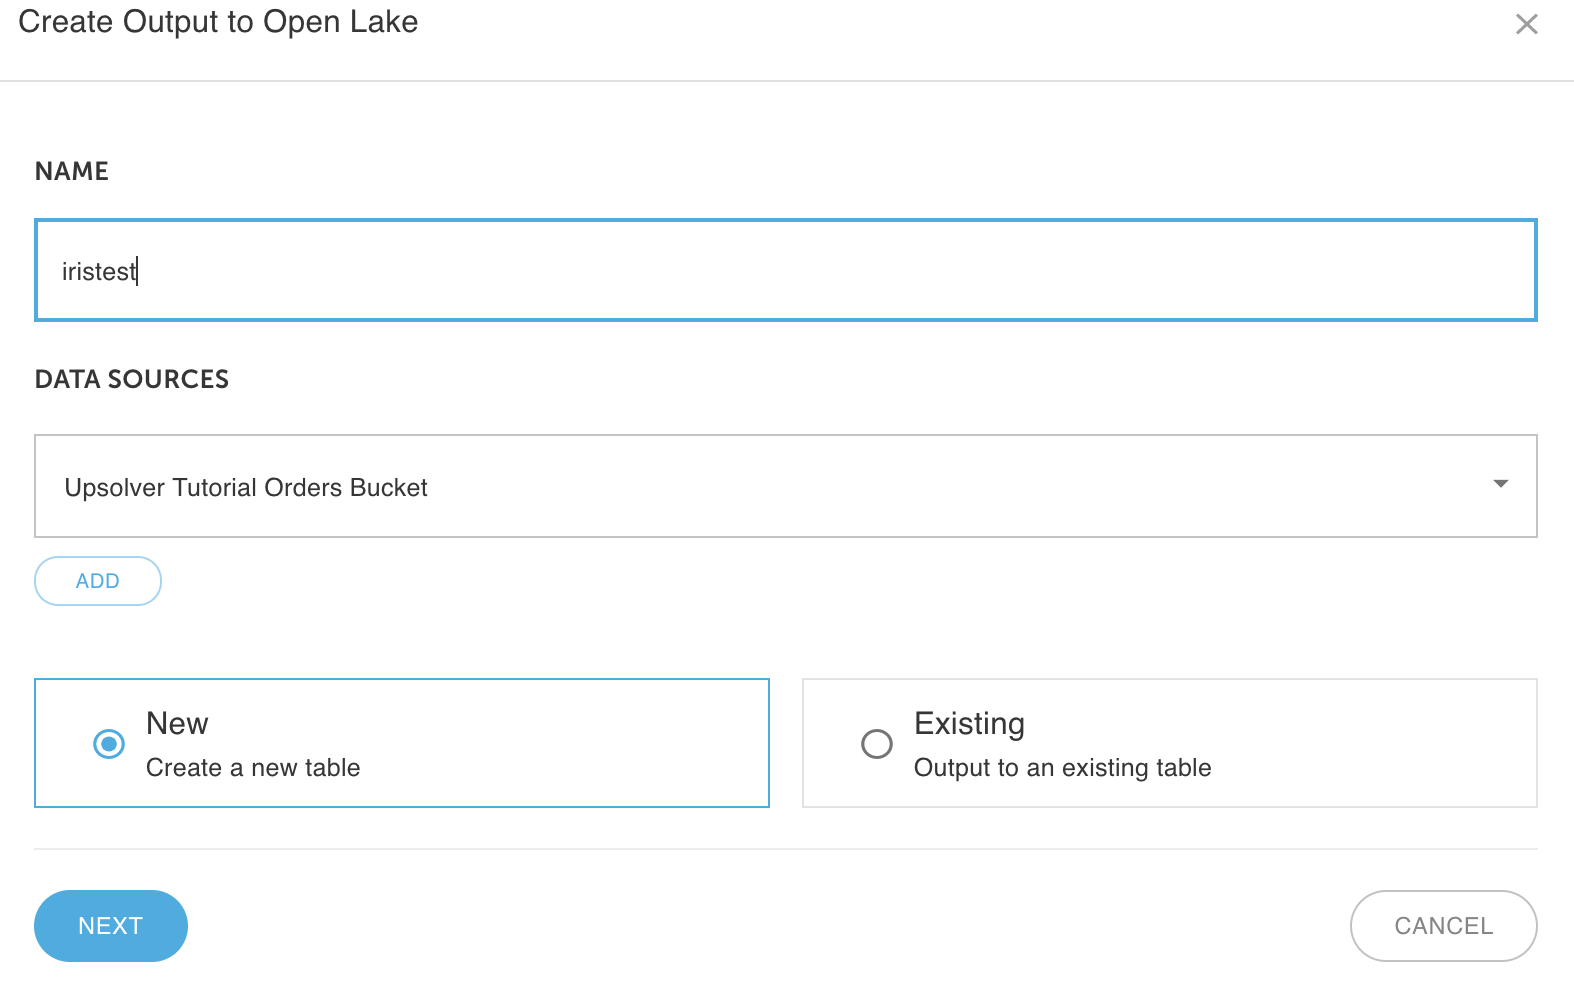 Create Output to Open Lake
NAME
iristest
DATA SOURCES
Upsolver Tutorial Orders Bucket
ADD
New
Create a new table
Existing
Output to an existing table
NEXT
CANCEL